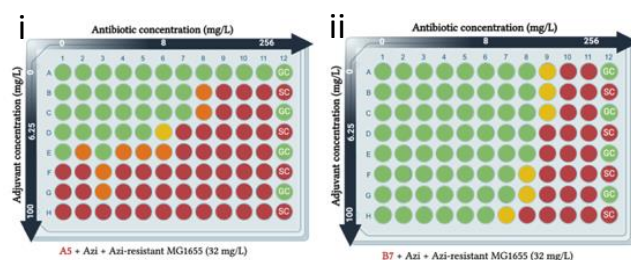 i
Antibiotic concentration (mg/L)
0 8 256
1 2 3 4 5 6 7 8 9 10 11 12
Adjuvant concentration (mg/L)
0
6.25
100
A GC
B SC
C GC
D SC
E GC
F SC
G GC
H SC
A5 + Azi + Azi-resistant MG1655 (32 mg/L)
ii
Antibiotic concentration (mg/L)
0 8 256
1 2 3 4 5 6 7 8 9 10 11 12
Adjuvant concentration (mg/L)
0
6.25
100
A GC
B SC
C GC
D SC
E GC
F SC
G GC
H SC
B7 + Azi + Azi-resistant MG1655 (32 mg/L)